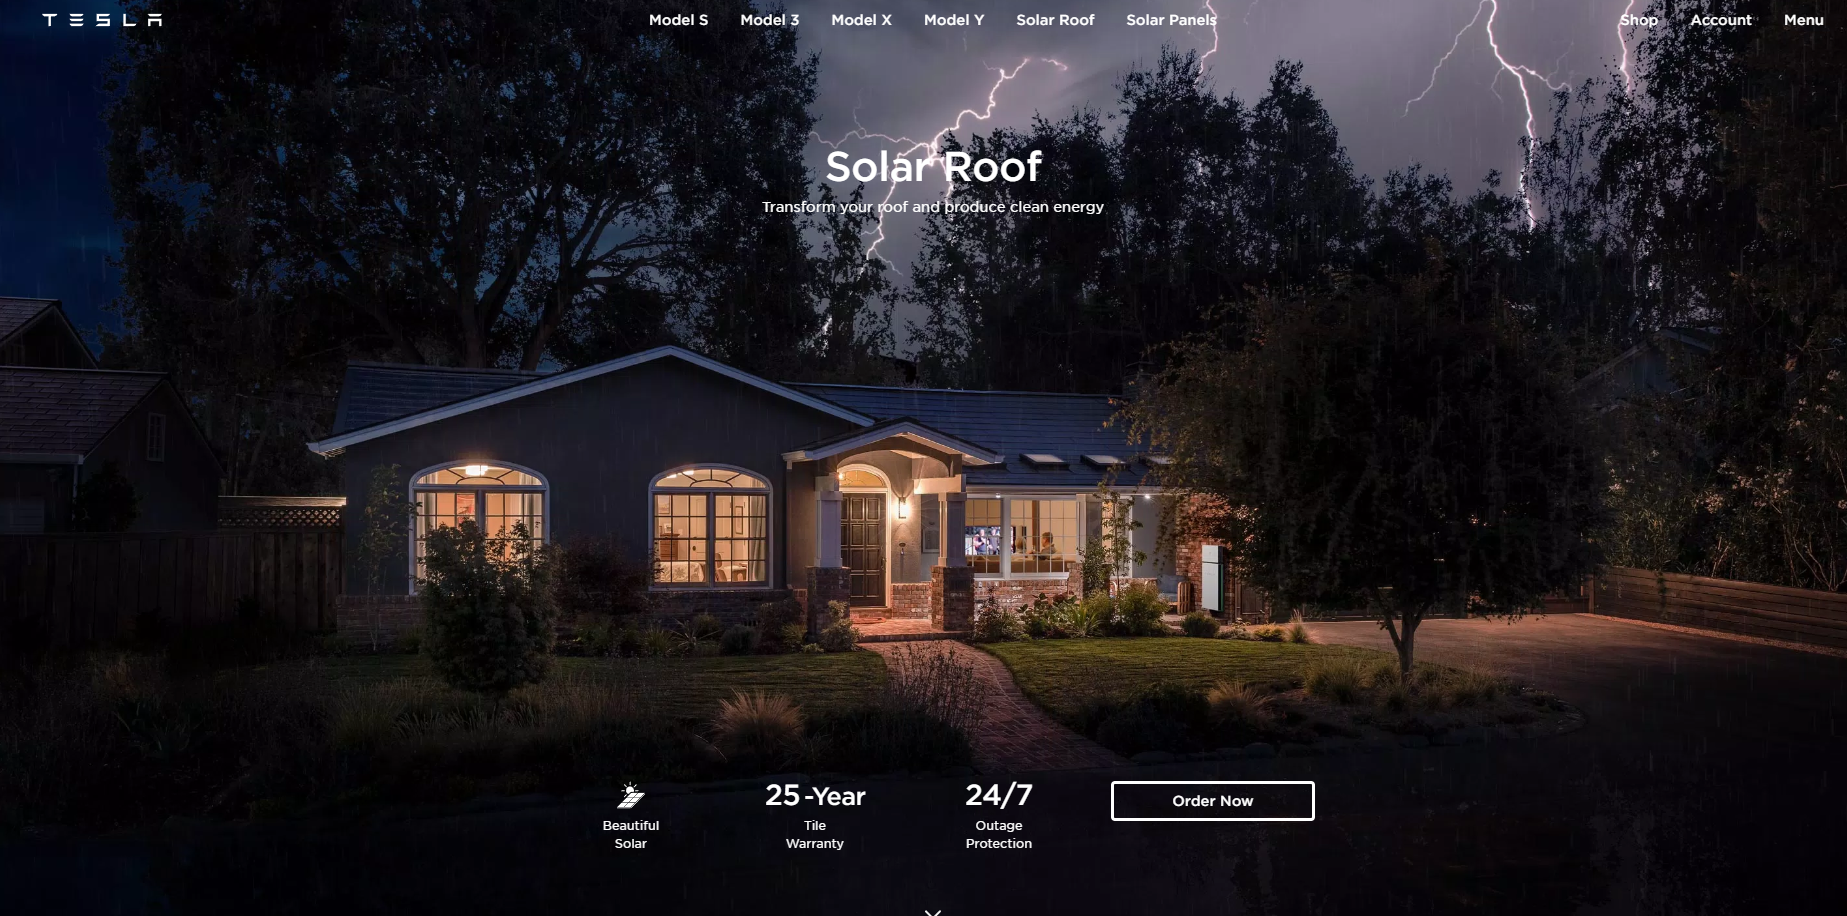 TESLA
Model S Model 3 Model X Model Y Solar Roof Solar Panels
Shop Account Menu
Solar Roof
Transform your roof and produce clean energy
Beautiful
Solar
25-Year
Tile
Warranty
24/7
Outage
Protection
Order Now